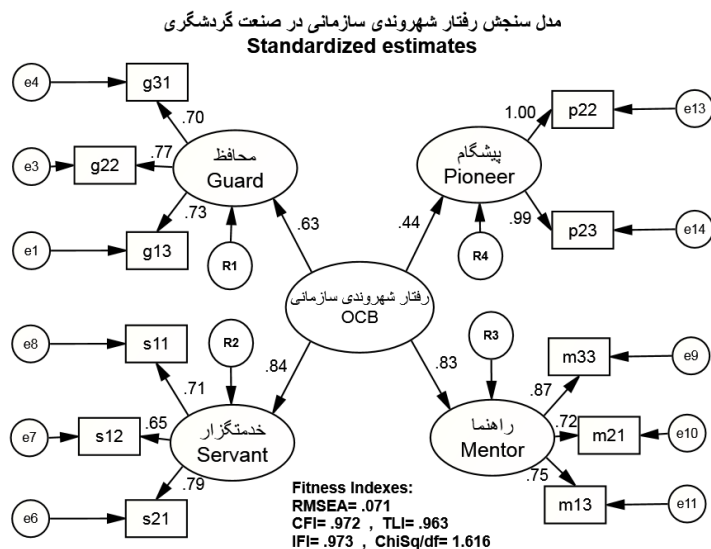 مدل سنجش رفتار شهروندی سازمانی در صنعت گردشگری
Standardized estimates
e4
g31
.70
e3
g22
.77
محافظ
Guard
.73
e1
g13
R1
.63
1.00
p22
e13
پیشگام
Pioneer
.99
p23
e14
.44
R4
رفتار شهروندی سازمانی
OCB
e8
s11
R2
.84
.71
e7
s12
.65
خدمتگزار
Servant
.79
e6
s21
R3
.83
m33
e9
.87
راهنما
Mentor
.72
m21
e10
.75
m13
e11
Fitness Indexes:
RMSEA= .071
CFI= .972 , TLI= .963
IFI= .973 , ChiSq/df= 1.616